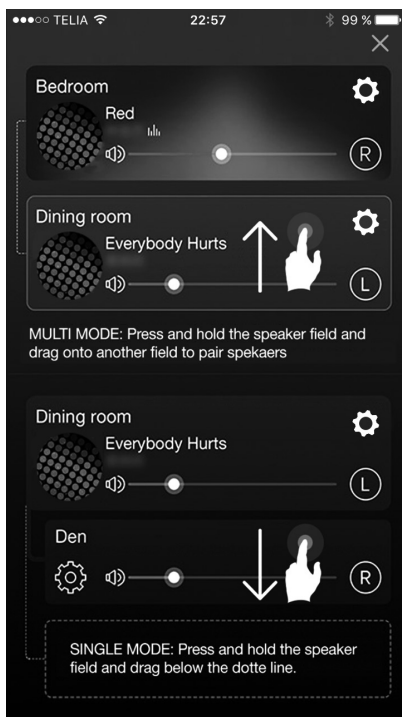 TELIA 22:57 99 %
Bedroom
Red
R
Dining room
Everybody Hurts
L
MULTI MODE: Press and hold the speaker field and
drag onto another field to pair spekaers
Dining room
Everybody Hurts
L
Den
R
SINGLE MODE: Press and hold the speaker
field and drag below the dotte line.